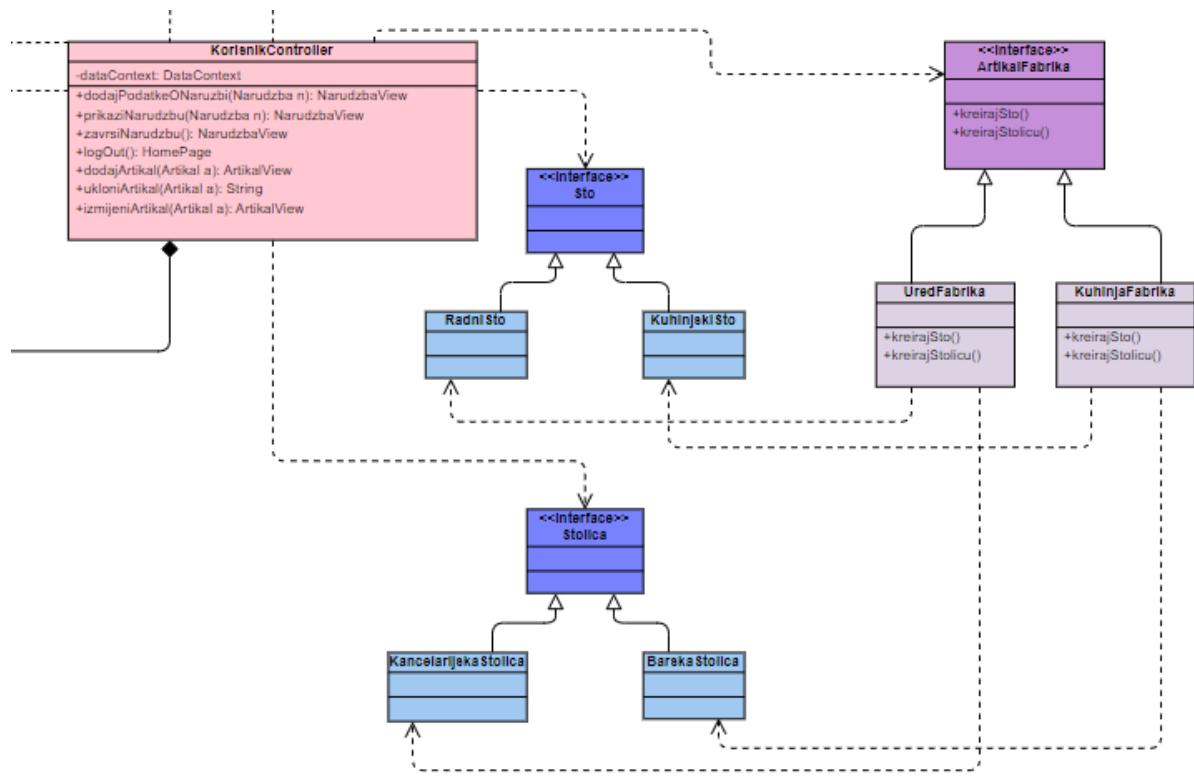 KorisnikController
-dataContext: DataContext
+dodajPodatkeONaruzbi(Narudzba n): NarudzbaView
+prikaziNarudzbu(Narudzba n): NarudzbaView
+zavrsiNarudzbu(): NarudzbaView
+logOut(): HomePage
+dodajArtikal(Artikal a): ArtikalView
+ukloniArtikal(Artikal a): String
+izmijeniArtikal(Artikal a): ArtikalView
<<Interface>>
ArtikalFabrika
+kreirajSto()
+kreirajStolicu()
<<Interface>>
Sto
RadniSto
KuhinjskiSto
UredFabrika
+kreirajSto()
+kreirajStolicu()
KuhinjaFabrika
+kreirajSto()
+kreirajStolicu()
<<Interface>>
Stolica
KancelarijskaStolica
BarskaStolica